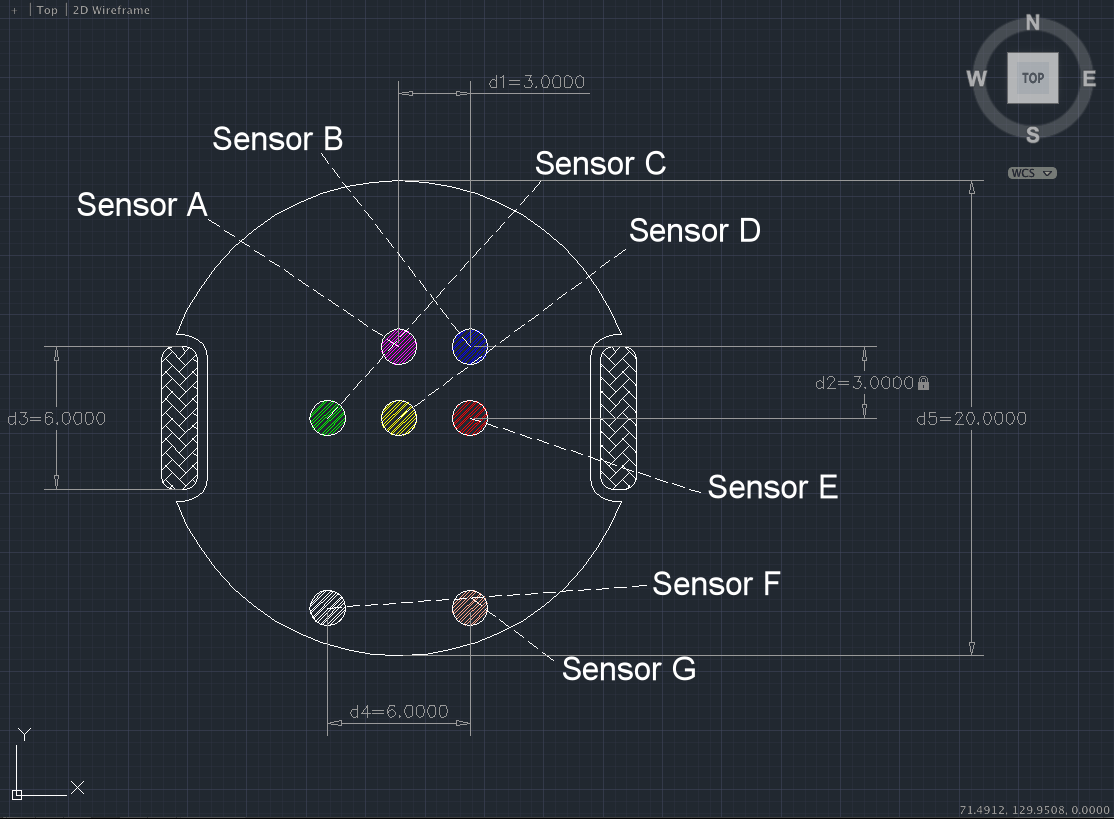 + | Top | 2D Wireframe
N
W
TOP
E
S
WCS
d1=3.0000
Sensor B
Sensor C
Sensor A
Sensor D
d2=3.0000
d3=6.0000
d5=20.0000
Sensor E
Sensor F
Sensor G
d4=6.0000
Y
X
71.4912, 129.9508, 0.0000